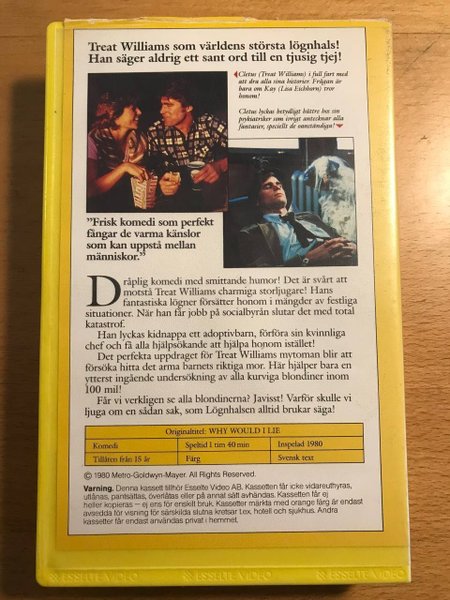 Treat Williams som världens största lögnhals!
Han säger aldrig ett sant ord till en tjusig tjej!
Cletus (Treat Williams) i full fart med
att dra alla sina historier. Frågan är
bara om Kay (Lisa Eichhorn) tror
honom?
Cletus lyckas betydligt bättre hos sin
psykiatriker som ivrigt antecknar alla
fantasier, speciellt de oanständiga!
"Frisk komedi som perfekt
fångar de varma känslor
som kan uppstå mellan
människor."
Dråplig komedi med smittande humor! Det är svårt att
motstå Treat Williams charmiga storljugare! Hans
fantastiska lögner försätter honom i mängder av festliga
situationer. När han får jobb på socialbyrån slutar det med total
katastrof.
Han lyckas kidnappa ett adoptivbarn, förföra sin kvinnliga
chef och få alla hjälpsökande att hjälpa honom istället!
Det perfekta uppdraget för Treat Williams mytoman blir att
försöka hitta det arma barnets riktiga mor. Här hjälper bara en
ytterst ingående undersökning av alla kurviga blondiner inom
100 mil!
Får vi verkligen se alla blondinerna? Javisst! Varför skulle vi
ljuga om en sådan sak, som Lögnhalsen alltid brukar säga!
Originaltitel: WHY WOULD I LIE
Komedi Speltid 1 tim 40 min Inspelad 1980
Tillåten från 15 år Färg Svensk text
© 1980 Metro-Goldwyn-Mayer. All Rights Reserved.
Varning. Denna kassett tillhör Esselte Video AB. Kassetten får icke vidareuthyras,
utlånas, pantsättas, överlåtas eller på annat sätt avhändas. Kassetten får ej
heller kopieras – ej ens för enskilt bruk. Kassetter märkta med orange färg är endast
avsedda för visning för särskilda slutna kretsar t.ex. hotell och sjukhus. Andra
kassetter får endast användas privat i hemmet.
ESSELTE VIDEO ESSELTE VIDEO ESSELTE VIDEO